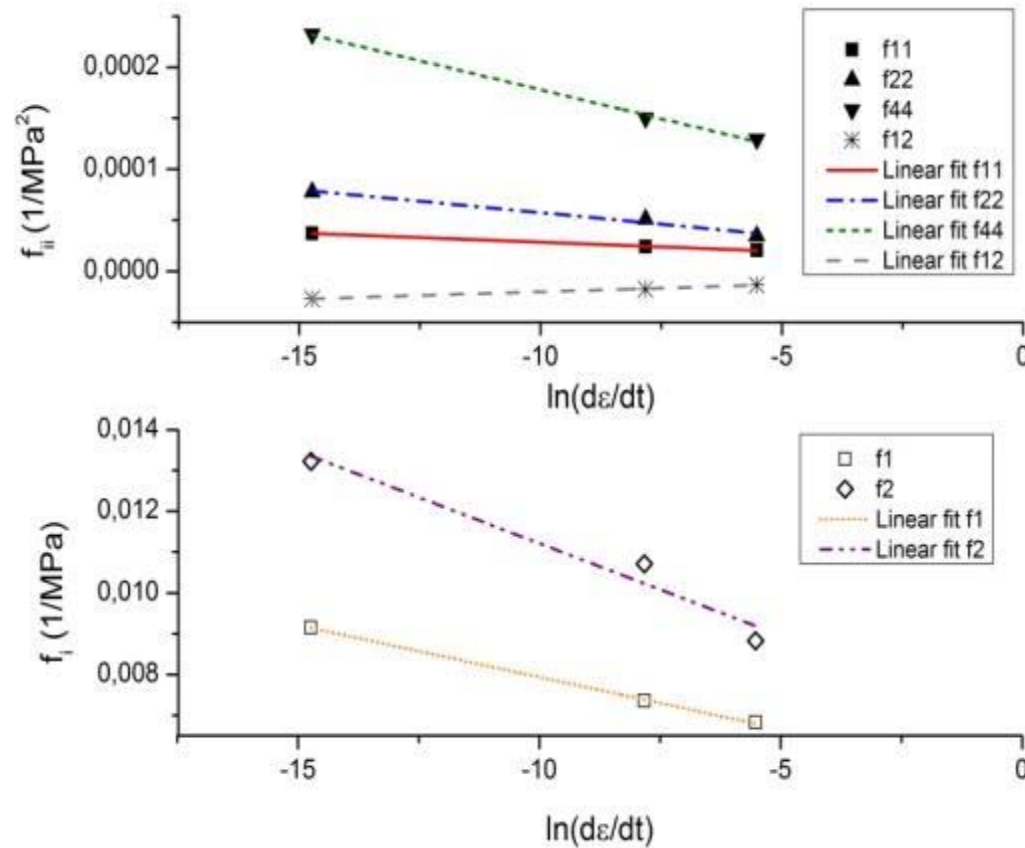 0,0002
0,0001
0,0000
f_ii (1/MPa²)
-15
-10
-5
0
ln(dε/dt)
f11
f22
f44
f12
Linear fit f11
Linear fit f22
Linear fit f44
Linear fit f12
0,014
0,012
0,010
0,008
f_i (1/MPa)
-15
-10
-5
0
ln(dε/dt)
f1
f2
Linear fit f1
Linear fit f2